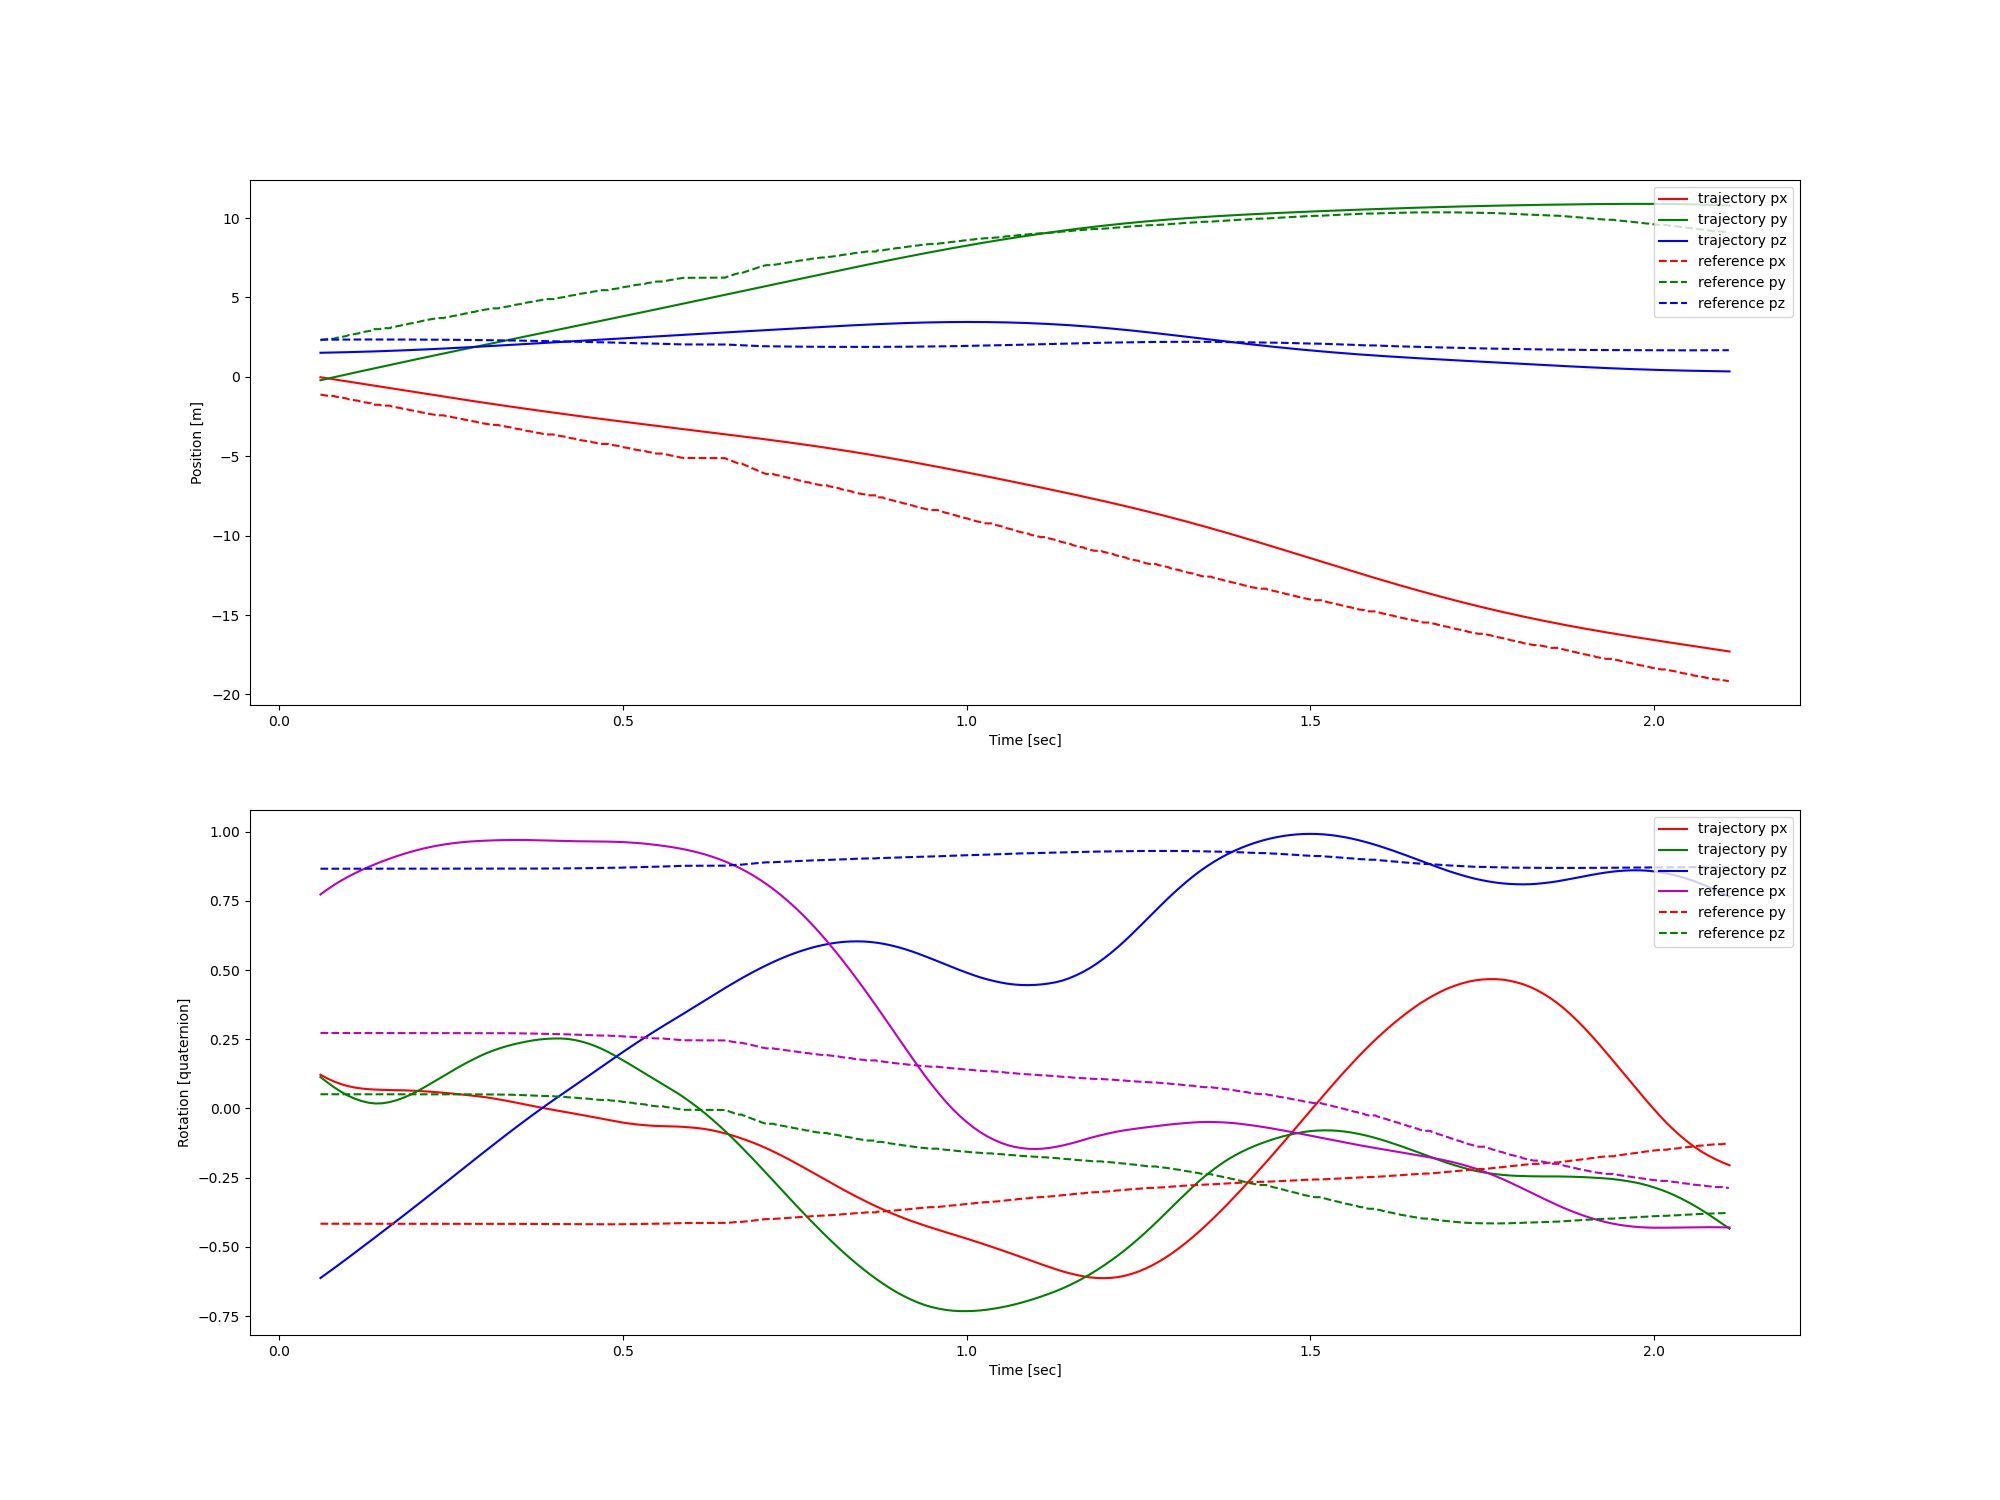 10
5
0
−5
−10
−15
−20
Position [m]
trajectory px
trajectory py
trajectory pz
reference px
reference py
reference pz
0.0 0.5 1.0 1.5 2.0
Time [sec]
1.00
0.75
0.50
0.25
0.00
−0.25
−0.50
−0.75
Rotation [quaternion]
trajectory px
trajectory py
trajectory pz
reference px
reference py
reference pz
0.0 0.5 1.0 1.5 2.0
Time [sec]